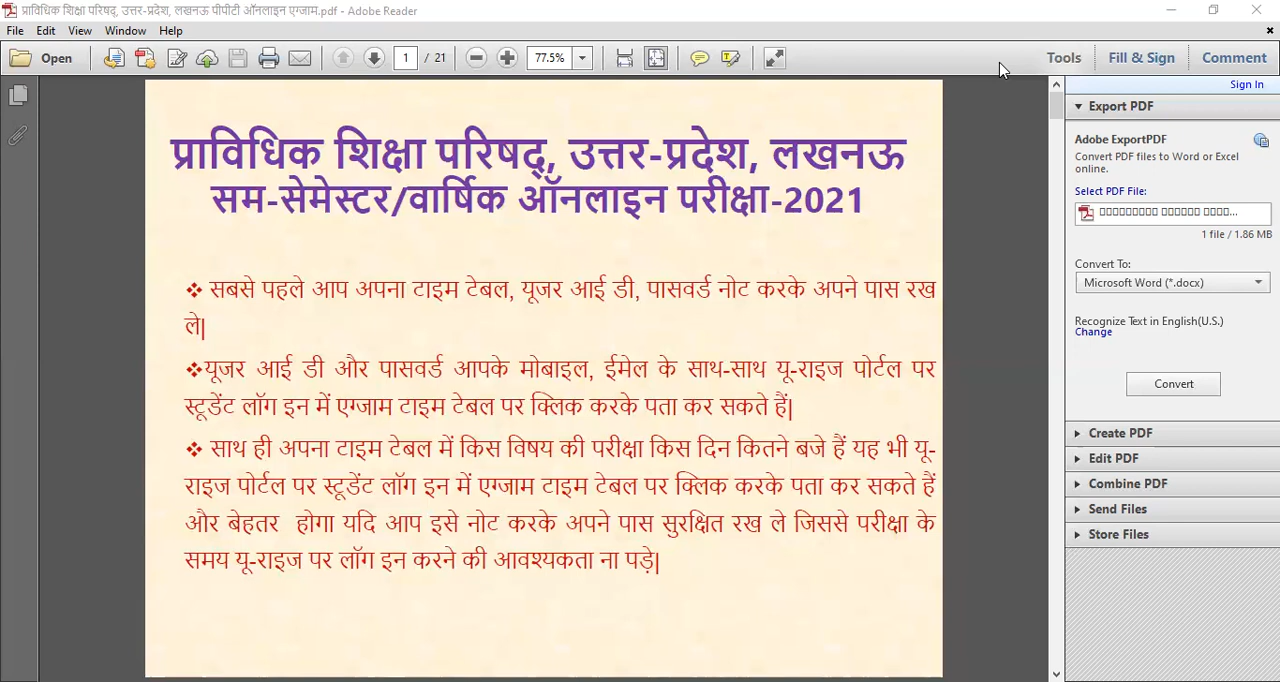 प्राविधिक शिक्षा परिषद्, उत्तर-प्रदेश, लखनऊ पीपीटी ऑनलाइन एग्जाम.pdf - Adobe Reader
File Edit View Window Help
Open 1 / 21 77.5% Tools Fill & Sign Comment
Sign In
Export PDF
Adobe ExportPDF
Convert PDF files to Word or Excel
online.
Select PDF File:
1 file / 1.86 MB
Convert To:
Microsoft Word (*.docx)
Recognize Text in English(U.S.)
Change
Convert
Create PDF
Edit PDF
Combine PDF
Send Files
Store Files
प्राविधिक शिक्षा परिषद्, उत्तर-प्रदेश, लखनऊ
सम-सेमेस्टर/वार्षिक ऑनलाइन परीक्षा-2021
❖ सबसे पहले आप अपना टाइम टेबल, यूजर आई डी, पासवर्ड नोट करके अपने पास रख
ले|
❖यूजर आई डी और पासवर्ड आपके मोबाइल, ईमेल के साथ-साथ यू-राइज पोर्टल पर
स्टूडेंट लॉग इन में एग्जाम टाइम टेबल पर क्लिक करके पता कर सकते हैं|
❖ साथ ही अपना टाइम टेबल में किस विषय की परीक्षा किस दिन कितने बजे हैं यह भी यू-
राइज पोर्टल पर स्टूडेंट लॉग इन में एग्जाम टाइम टेबल पर क्लिक करके पता कर सकते हैं
और बेहतर होगा यदि आप इसे नोट करके अपने पास सुरक्षित रख ले जिससे परीक्षा के
समय यू-राइज पर लॉग इन करने की आवश्यकता ना पड़े|